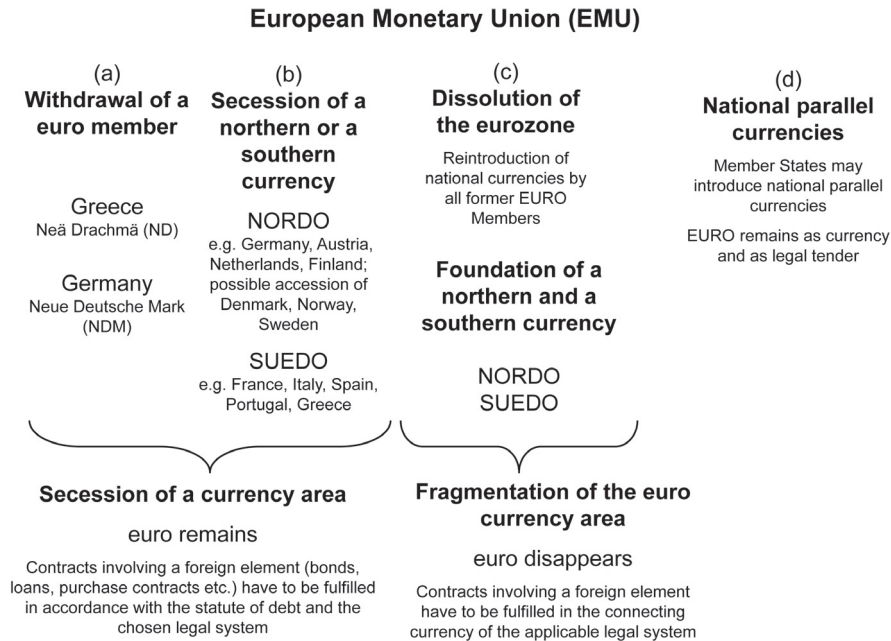 European Monetary Union (EMU)
(a)
Withdrawal of a
euro member
Greece
Neä Drachmä (ND)
Germany
Neue Deutsche Mark
(NDM)
(b)
Secession of a
northern or a
southern
currency
NORDO
e.g. Germany, Austria,
Netherlands, Finland;
possible accession of
Denmark, Norway,
Sweden
SUEDO
e.g. France, Italy, Spain,
Portugal, Greece
Secession of a currency area
euro remains
Contracts involving a foreign element (bonds,
loans, purchase contracts etc.) have to be fulfilled
in accordance with the statute of debt and the
chosen legal system
(c)
Dissolution of
the eurozone
Reintroduction of
national currencies by
all former EURO
Members
Foundation of a
northern and a
southern currency
NORDO
SUEDO
Fragmentation of the euro
currency area
euro disappears
Contracts involving a foreign element
have to be fulfilled in the connecting
currency of the applicable legal system
(d)
National parallel
currencies
Member States may
introduce national parallel
currencies
EURO remains as currency
and as legal tender